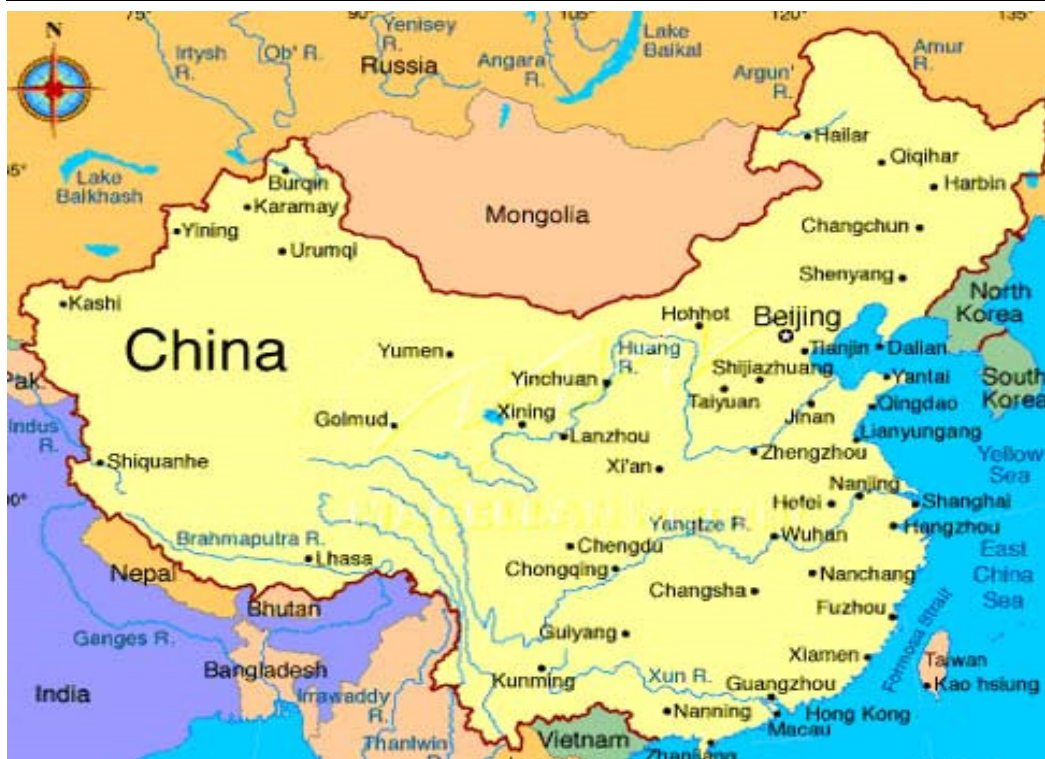 75°
90°
105°
120°
135°
N
Irtysh
R.
Ob' R.
Yenisey
R.
Russia
Angara
R.
Lake
Baikal
Argun'
R.
Amur
R.
Hailar
Qiqihar
Harbin
Lake
Balkhash
Burqin
Karamay
Yining
Urumqi
Mongolia
Changchun
Shenyang
Kashi
North
Korea
China
Hohhot
Beijing
Yumen
Huang
R.
Tianjin
Dalian
Shijiazhuang
Yantai
South
Korea
Pak.
Yinchuan
Taiyuan
Jinan
Qingdao
Indus
R.
Golmud
Xining
Lanzhou
Lianyungang
Shiquanhe
Xi'an
Zhengzhou
Yellow
Sea
Nanjing
Hefei
Shanghai
Brahmaputra R.
Yangtze R.
Wuhan
Hangzhou
Lhasa
Chengdu
East
China
Sea
Nepal
Chongqing
Nanchang
Bhutan
Changsha
Fuzhou
Ganges R.
Guiyang
Formosa Strait
Xiamen
Taiwan
Bangladesh
Kunming
Xun R.
Guangzhou
Kao hsiung
India
Irrawaddy
R.
Nanning
Hong Kong
Macau
Thanlwin
Vietnam
Zhanjiang